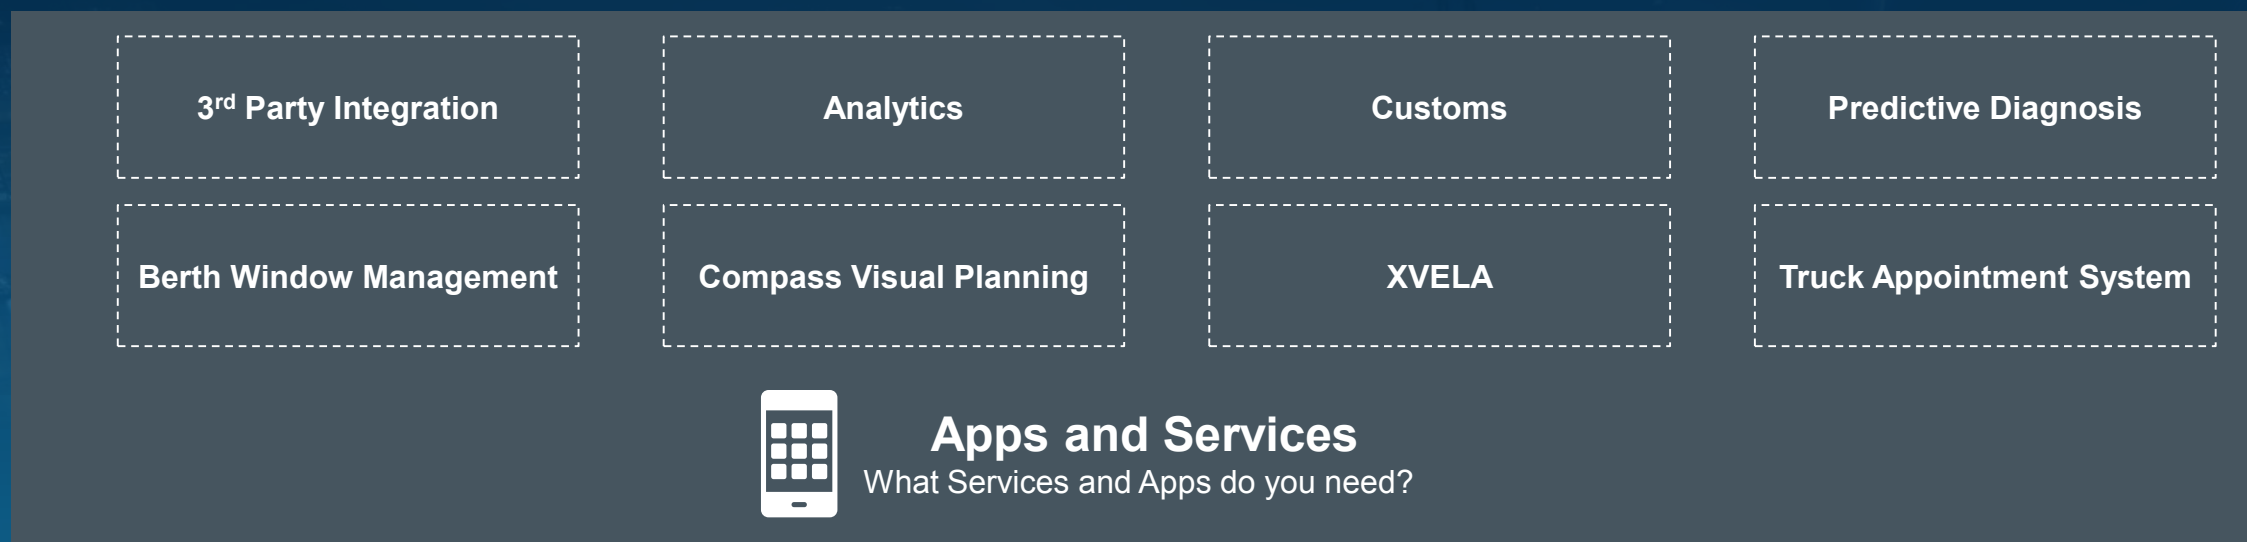 3rd Party Integration
Analytics
Customs
Predictive Diagnosis
Berth Window Management
Compass Visual Planning
XVELA
Truck Appointment System
Apps and Services
What Services and Apps do you need?